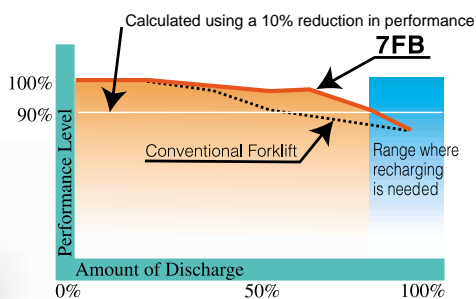 Calculated using a 10% reduction in performance
7FB
100%
90%
Performance Level
Conventional Forklift
Range where
recharging
is needed
Amount of Discharge
0%
50%
100%